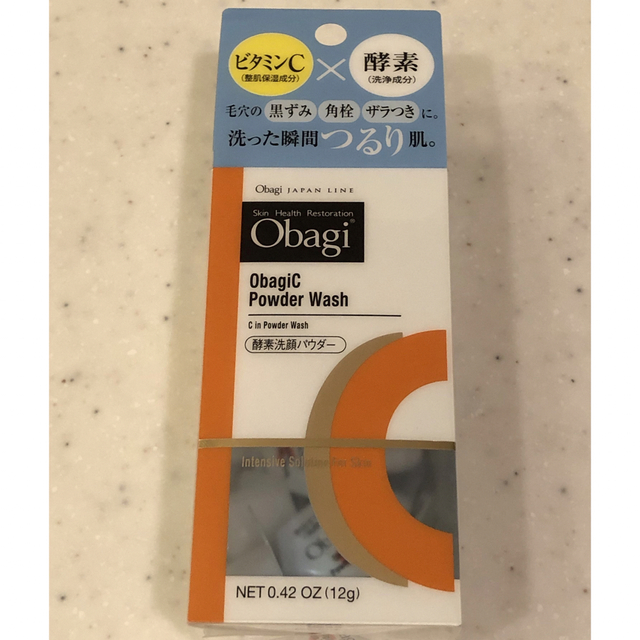 ビタミンC × 酵素
(整肌保湿成分) (洗浄成分)
毛穴の 黒ずみ 角栓 ザラつき に。
洗った瞬間つるり肌。
Obagi JAPAN LINE
Skin Health Restoration
Obagi®
ObagiC
Powder Wash
C in Powder Wash
酵素洗顔パウダー
Intensive Solution For Skin
NET 0.42 OZ (12g)